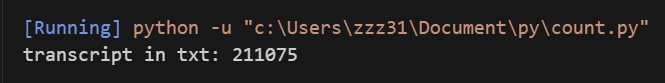 [Running] python -u "c:\Users\zzz31\Document\py\count.py"
transcript in txt: 211075